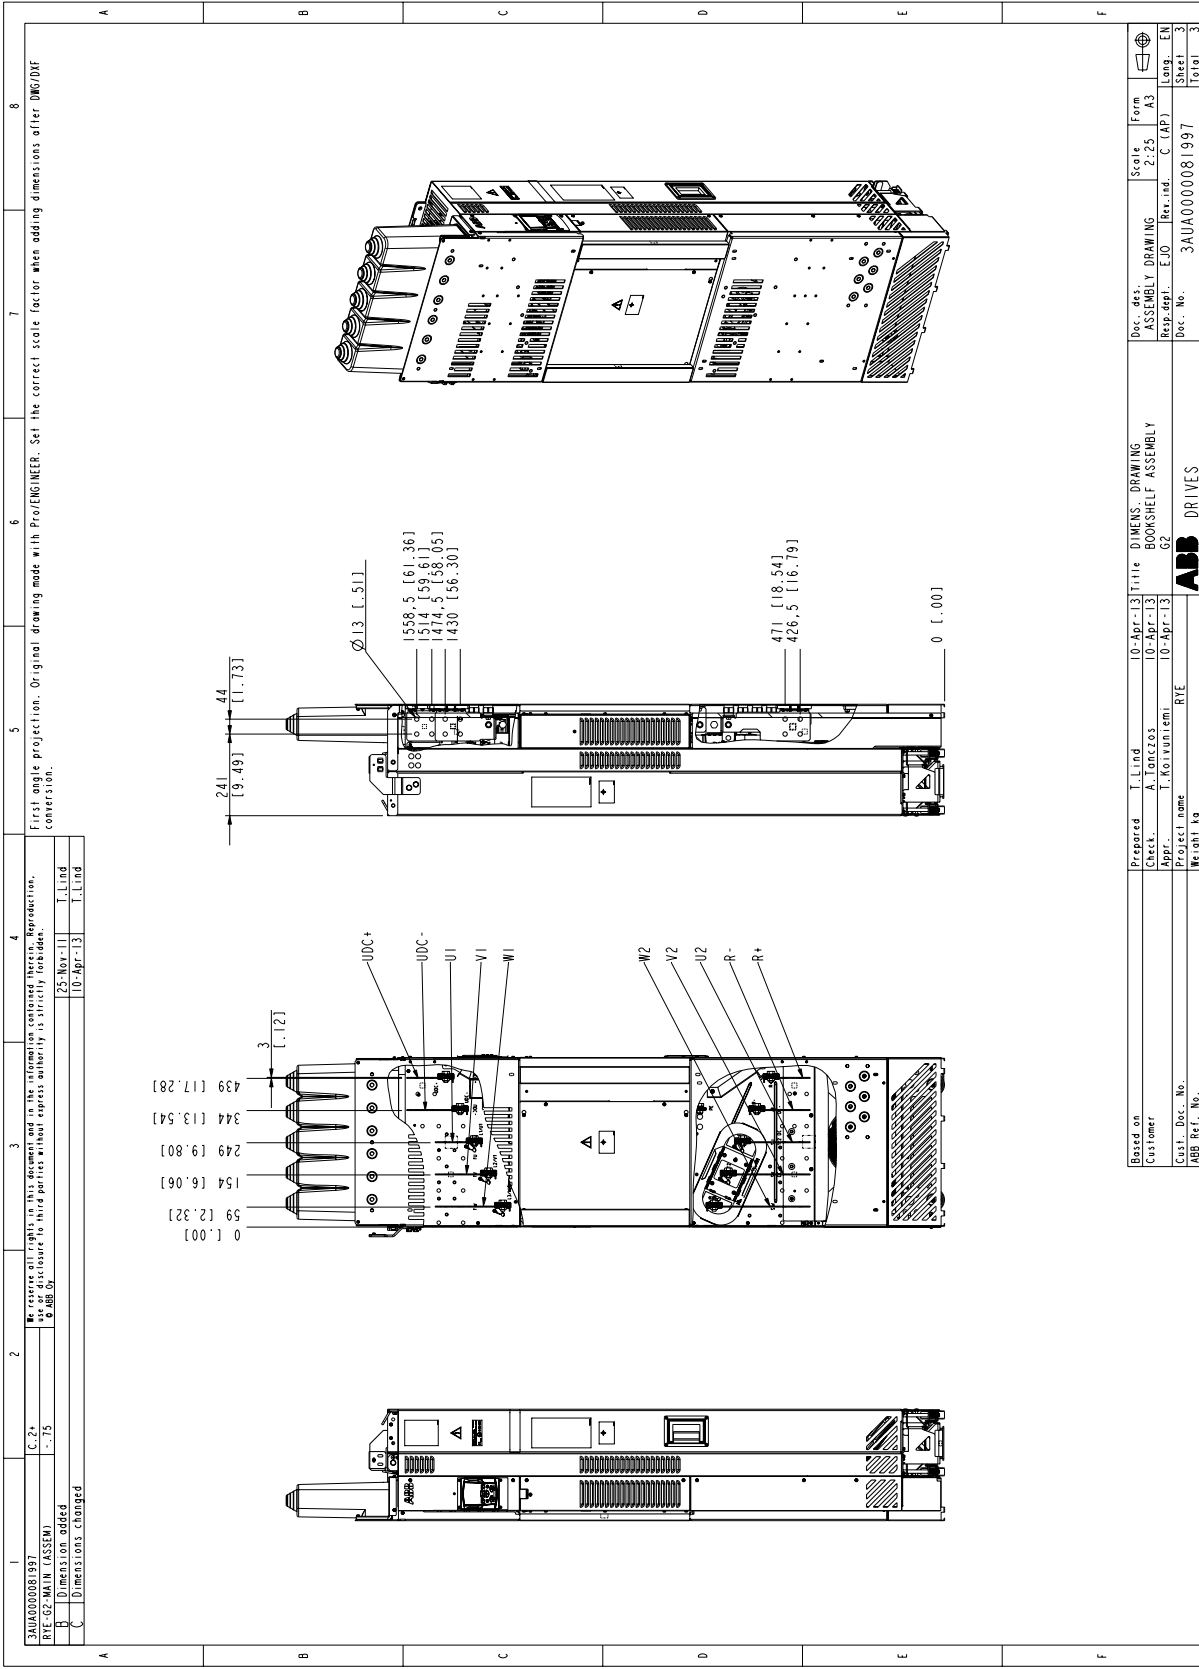 1 2 3 4 5 6 7 8
A B C D E F
A B C D E F
3AUA0000081997 C.2+
RYE-G2-MAIN (ASSEM) -.75
B Dimension added 25-Nov-11 T.Lind
C Dimensions changed 10-Apr-13 T.Lind
We reserve all rights in this document and in the information contained therein. Reproduction,
use or disclosure to third parties without express authority is strictly forbidden.
© ABB Oy
First angle projection. Original drawing made with Pro/ENGINEER. Set the correct scale factor when adding dimensions after DWG/DXF
conversion.
ABB
3
[.12]
0 [.00]
59 [2.32]
154 [6.06]
249 [9.80]
344 [13.54]
439 [17.28]
UDC+
UDC-
U1
V1
W1
W2
V2
U2
R-
R+
241
[9.49]
44
[1.73]
Ø13 [.51]
1558,5 [61.36]
1514 [59.61]
1474,5 [58.05]
1430 [56.30]
471 [18.54]
426,5 [16.79]
0 [.00]
Based on
Customer
Cust. Doc. No.
ABB Ref. No.
Prepared T.Lind 10-Apr-13
Check. A.Tanczos 10-Apr-13
Appr. T.Koivuniemi 10-Apr-13
Project name RYE
Weight kg
Title DIMENS. DRAWING
BOOKSHELF ASSEMBLY
G2
ABB DRIVES
Doc. des. ASSEMBLY DRAWING
Scale 2:25
Form A3
Resp.dept. EJO
Rev.ind. C (AP)
Lang. EN
Doc. No. 3AUA0000081997
Sheet 3
Total 3